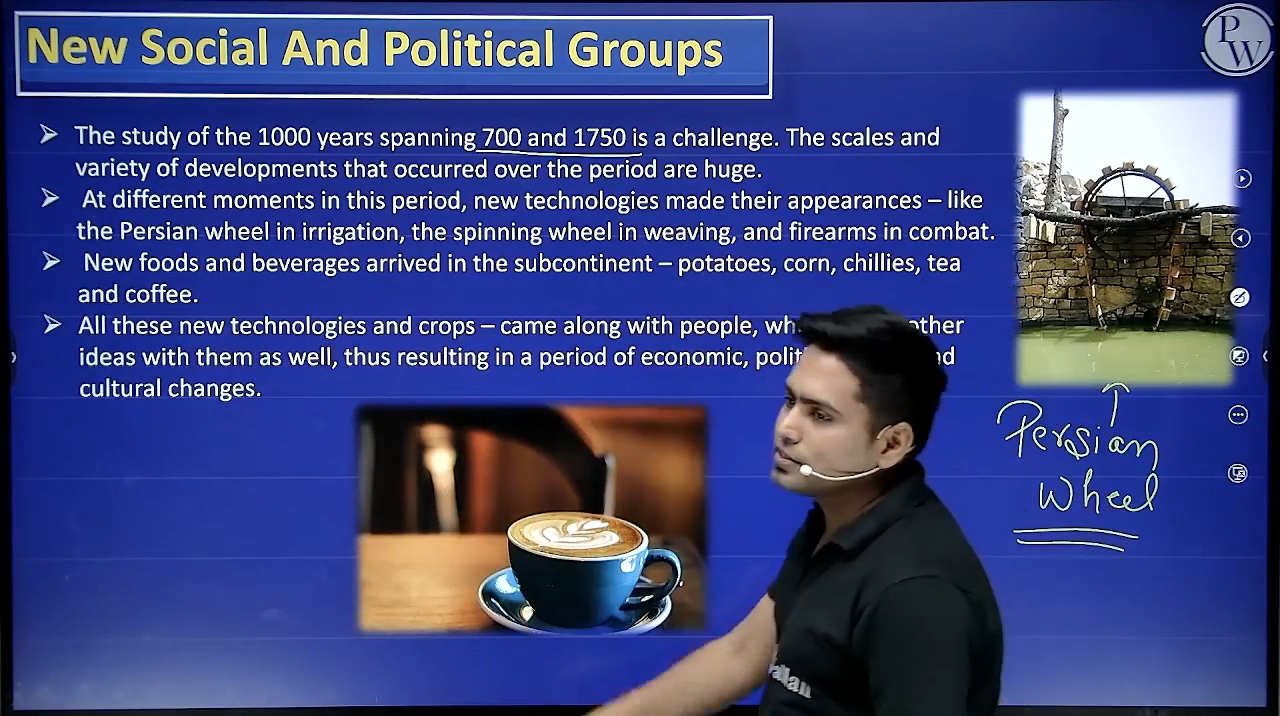 New Social And Political Groups
PW
➢ The study of the 1000 years spanning 700 and 1750 is a challenge. The scales and
variety of developments that occurred over the period are huge.
➢ At different moments in this period, new technologies made their appearances – like
the Persian wheel in irrigation, the spinning wheel in weaving, and firearms in combat.
➢ New foods and beverages arrived in the subcontinent – potatoes, corn, chillies, tea
and coffee.
➢ All these new technologies and crops – came along with people, other
ideas with them as well, thus resulting in a period of economic,
cultural changes.
Persian
Wheel